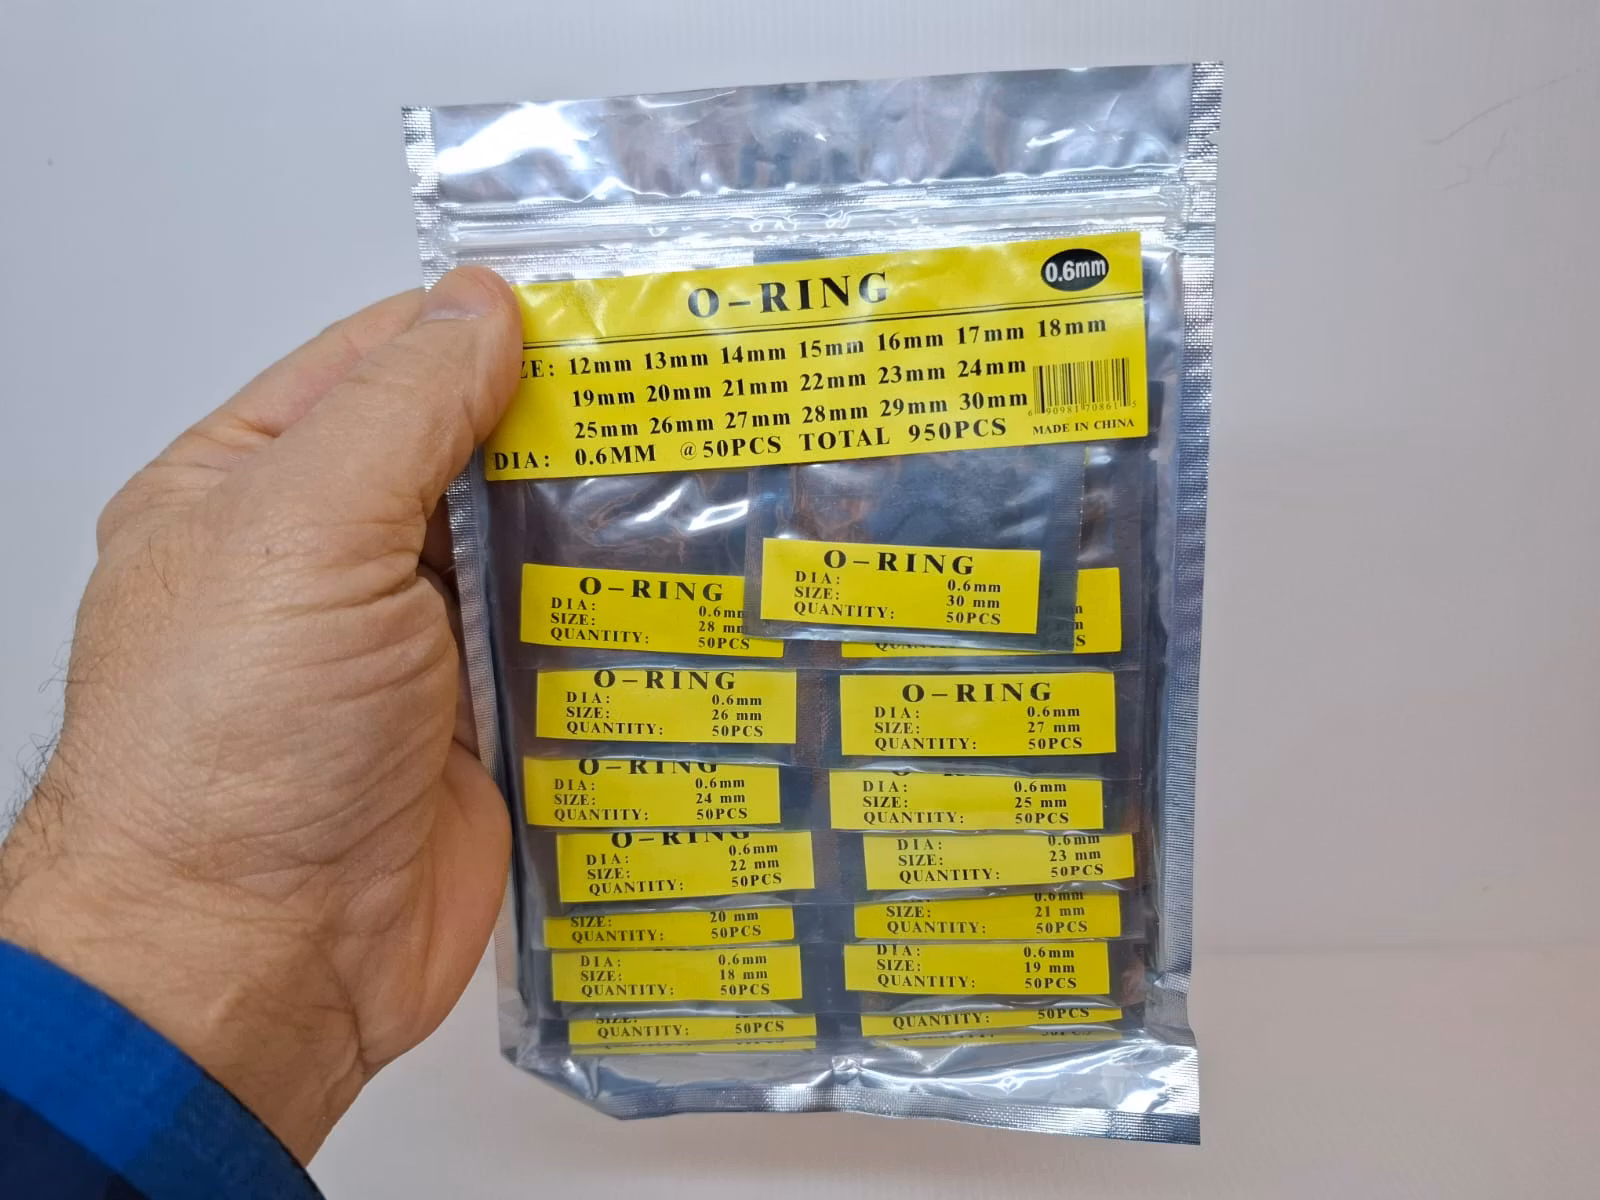 O-RING
0.6mm
ZE: 12mm 13mm 14mm 15mm 16mm 17mm 18mm
19mm 20mm 21mm 22mm 23mm 24mm
25mm 26mm 27mm 28mm 29mm 30mm
DIA: 0.6MM @50PCS TOTAL 950PCS
MADE IN CHINA
O-RING
DIA: 0.6mm
SIZE: 30 mm
QUANTITY: 50PCS
O-RING
DIA: 0.6mm
SIZE: 28 mm
QUANTITY: 50PCS
O-RING
DIA: 0.6mm
SIZE: 26 mm
QUANTITY: 50PCS
O-RING
DIA: 0.6mm
SIZE: 27 mm
QUANTITY: 50PCS
O-RING
DIA: 0.6mm
SIZE: 24 mm
QUANTITY: 50PCS
DIA: 0.6mm
SIZE: 25 mm
QUANTITY: 50PCS
O-RING
DIA: 0.6mm
SIZE: 22 mm
QUANTITY: 50PCS
DIA: 0.6mm
SIZE: 23 mm
QUANTITY: 50PCS
SIZE: 20 mm
QUANTITY: 50PCS
0.6mm
SIZE: 21 mm
QUANTITY: 50PCS
DIA: 0.6mm
SIZE: 18 mm
QUANTITY: 50PCS
DIA: 0.6mm
SIZE: 19 mm
QUANTITY: 50PCS
SIZE:
QUANTITY: 50PCS
QUANTITY: 50PCS